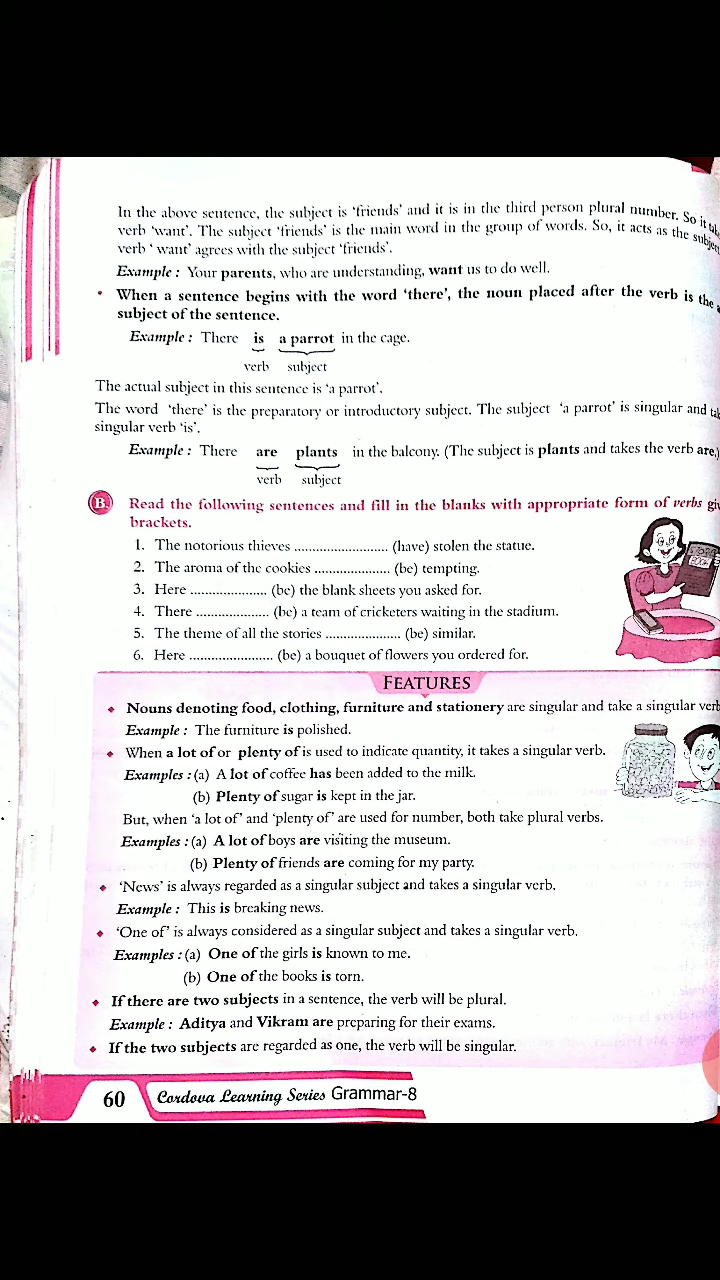 In the above sentence, the subject is 'friends' and it is in the third person plural number. So it
verb 'want'. The subject 'friends' is the main word in the group of words. So, it acts as the
verb ' want' agrees with the subject 'friends'.
Example : Your parents, who are understanding, want us to do well.
• When a sentence begins with the word 'there', the noun placed after the verb is the
subject of the sentence.
Example : There is a parrot in the cage.
verb subject
The actual subject in this sentence is 'a parrot'.
The word 'there' is the preparatory or introductory subject. The subject 'a parrot' is singular and
singular verb 'is'.
Example : There are plants in the balcony. (The subject is plants and takes the verb are.)
verb subject
B. Read the following sentences and fill in the blanks with appropriate form of verbs
brackets.
1. The notorious thieves .......................... (have) stolen the statue.
2. The aroma of the cookies ..................... (be) tempting.
3. Here ..................... (be) the blank sheets you asked for.
4. There .................... (be) a team of cricketers waiting in the stadium.
5. The theme of all the stories ..................... (be) similar.
6. Here ....................... (be) a bouquet of flowers you ordered for.
FEATURES
◆ Nouns denoting food, clothing, furniture and stationery are singular and take a singular verb
Example : The furniture is polished.
◆ When a lot of or plenty of is used to indicate quantity, it takes a singular verb.
Examples : (a) A lot of coffee has been added to the milk.
(b) Plenty of sugar is kept in the jar.
But, when 'a lot of' and 'plenty of' are used for number, both take plural verbs.
Examples : (a) A lot of boys are visiting the museum.
(b) Plenty of friends are coming for my party.
◆ 'News' is always regarded as a singular subject and takes a singular verb.
Example : This is breaking news.
◆ 'One of' is always considered as a singular subject and takes a singular verb.
Examples : (a) One of the girls is known to me.
(b) One of the books is torn.
◆ If there are two subjects in a sentence, the verb will be plural.
Example : Aditya and Vikram are preparing for their exams.
◆ If the two subjects are regarded as one, the verb will be singular.
60 Cordova Learning Series Grammar-8